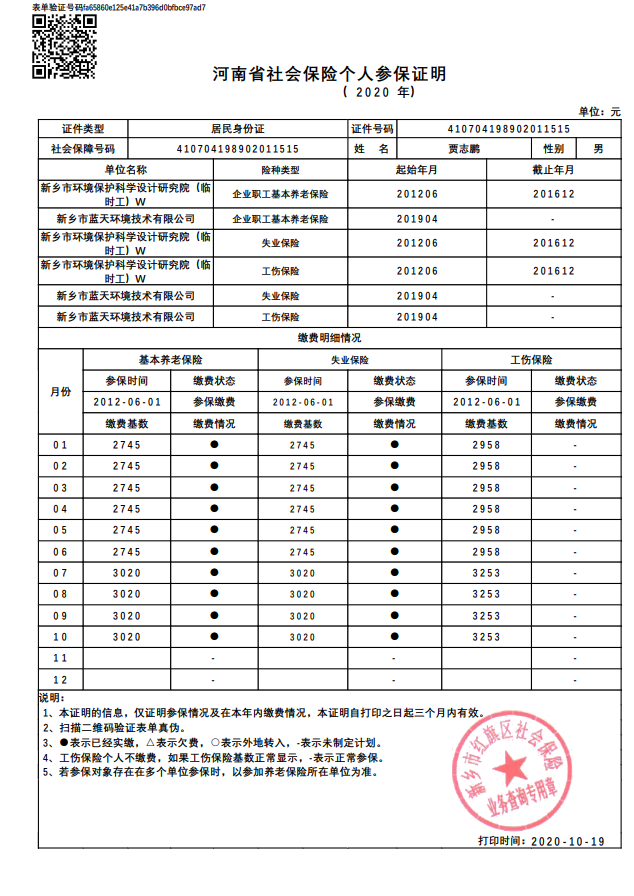 表单验证号码fa65860e125e41a7b396d0bfbce97ad7
河南省社会保险个人参保证明
( 2020 年)
单位：元
证件类型 居民身份证 证件号码 410704198902011515
社会保障号码 410704198902011515 姓 名 贾志鹏 性别 男
单位名称 险种类型 起始年月 截止年月
新乡市环境保护科学设计研究院（临时工）W 企业职工基本养老保险 201206 201612
新乡市蓝天环境技术有限公司 企业职工基本养老保险 201904 -
新乡市环境保护科学设计研究院（临时工）W 失业保险 201206 201612
新乡市环境保护科学设计研究院（临时工）W 工伤保险 201206 201612
新乡市蓝天环境技术有限公司 失业保险 201904 -
新乡市蓝天环境技术有限公司 工伤保险 201904 -
缴费明细情况
月份 基本养老保险 失业保险 工伤保险
参保时间 缴费状态 参保时间 缴费状态 参保时间 缴费状态
2012-06-01 参保缴费 2012-06-01 参保缴费 2012-06-01 参保缴费
缴费基数 缴费情况 缴费基数 缴费情况 缴费基数 缴费情况
01 2745 ● 2745 ● 2958 -
02 2745 ● 2745 ● 2958 -
03 2745 ● 2745 ● 2958 -
04 2745 ● 2745 ● 2958 -
05 2745 ● 2745 ● 2958 -
06 2745 ● 2745 ● 2958 -
07 3020 ● 3020 ● 3253 -
08 3020 ● 3020 ● 3253 -
09 3020 ● 3020 ● 3253 -
10 3020 ● 3020 ● 3253 -
11 - - -
12 - - -
说明：
1、本证明的信息，仅证明参保情况及在本年内缴费情况，本证明自打印之日起三个月内有效。
2、扫描二维码验证表单真伪。
3、●表示已经实缴，△表示欠费，○表示外地转入，-表示未制定计划。
4、工伤保险个人不缴费，如果工伤保险基数正常显示，-表示正常参保。
5、若参保对象存在在多个单位参保时，以参加养老保险所在单位为准。
新乡市红旗区社会保险
业务查询专用章
打印时间：2020-10-19